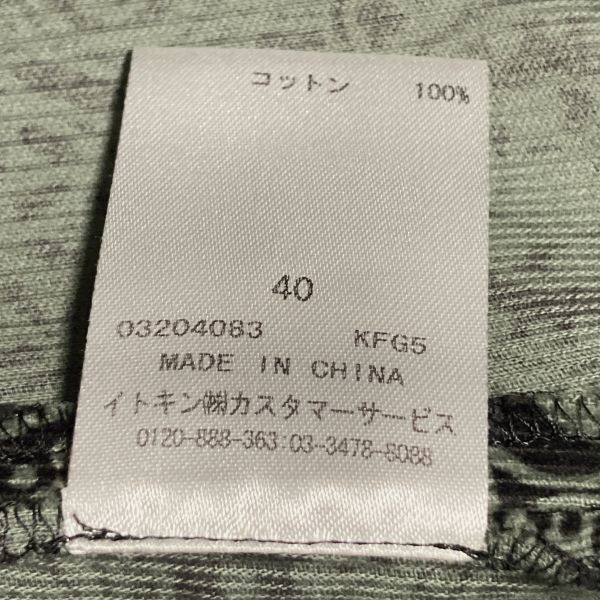 コットン 100%
40
03204083 KFG5
MADE IN CHINA
イトキン㈱カスタマーサービス
0120-888-363:03-3478-8088